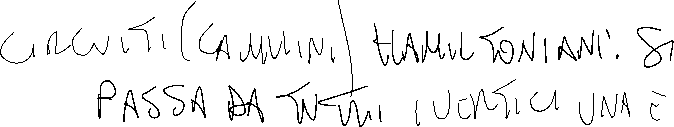 CIRCUITI (CAMMINI) HAMILTONIANI: SI
PASSA DA TUTTI I VERTICI UNA E